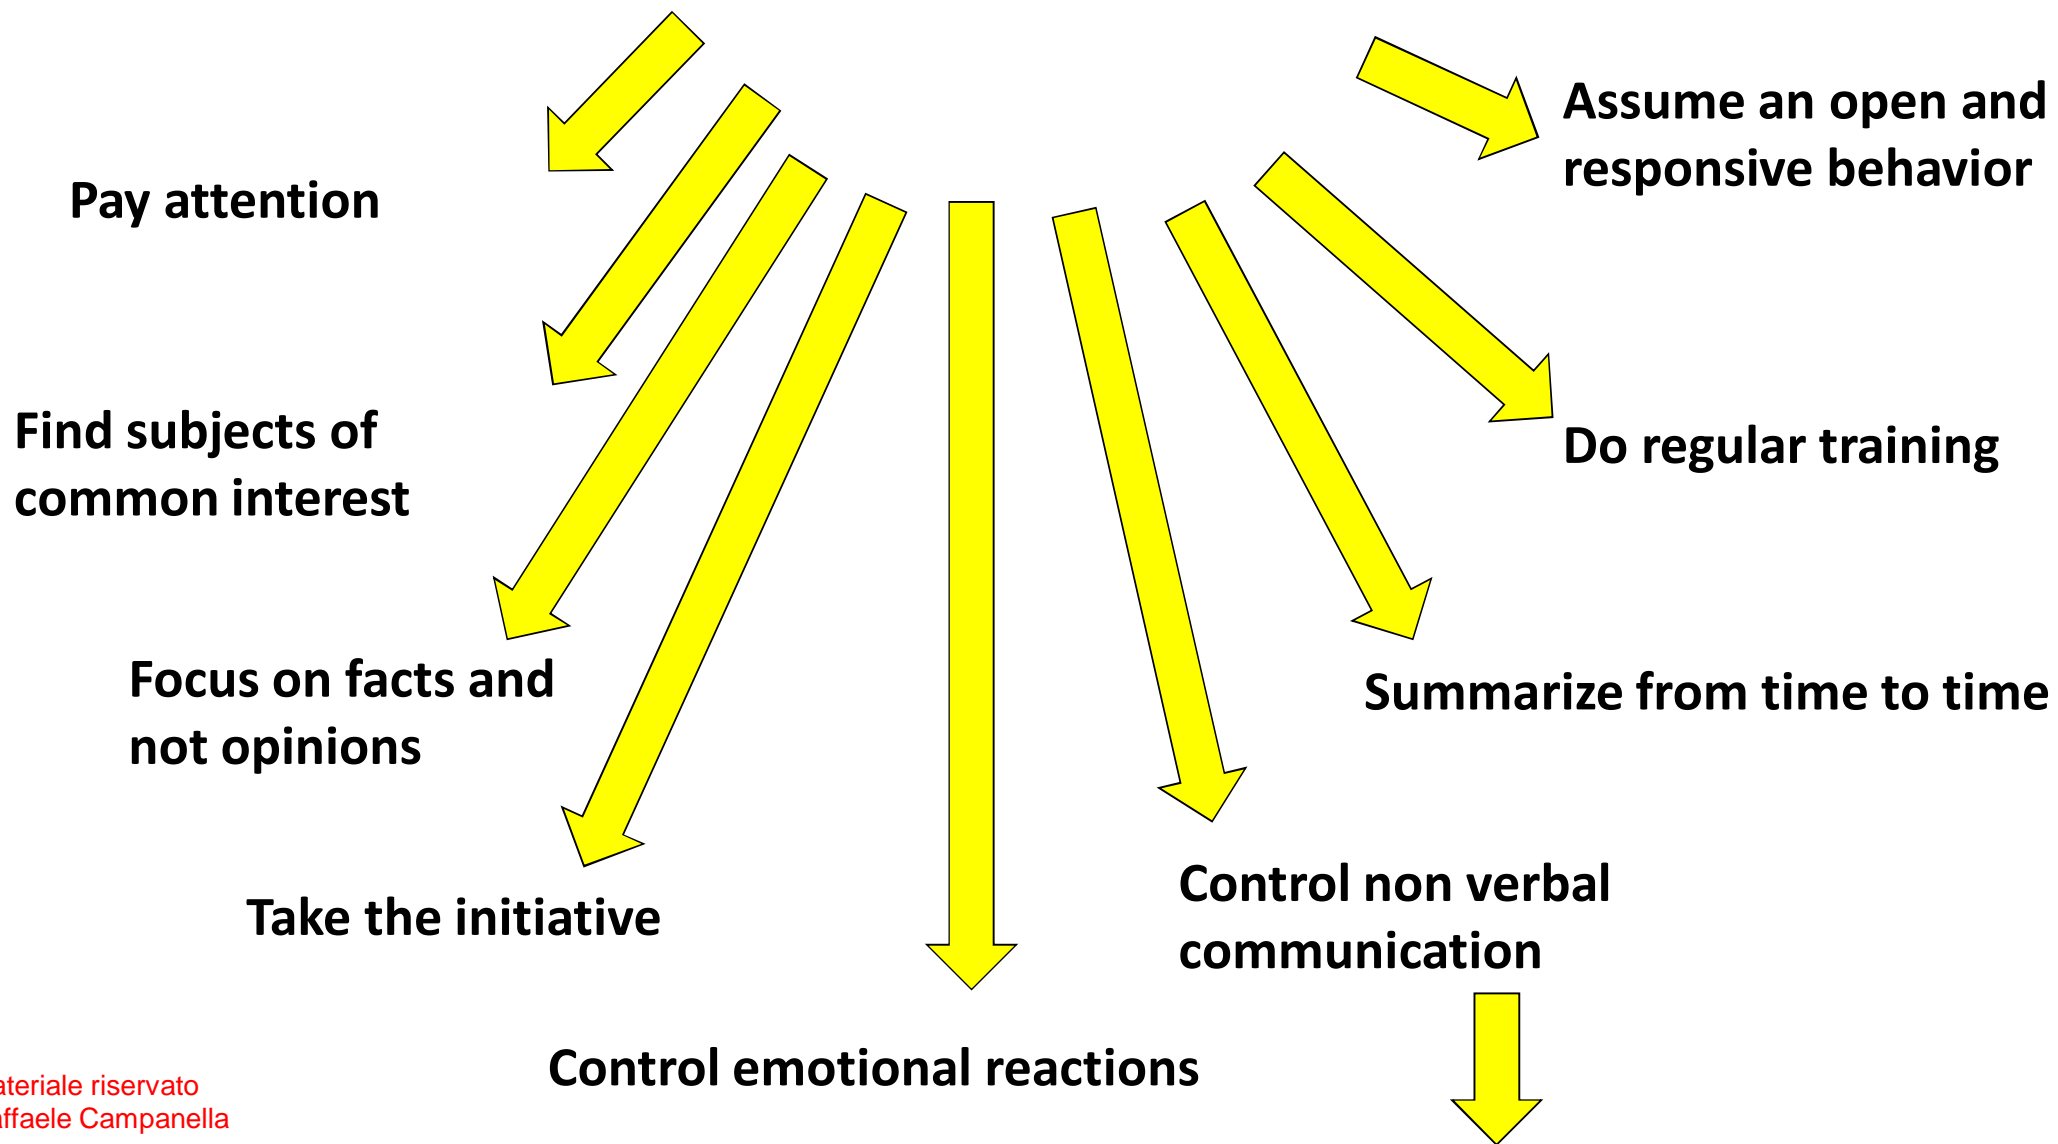 Assume an open and
responsive behavior
Pay attention
Find subjects of
common interest
Do regular training
Focus on facts and
not opinions
Summarize from time to time
Take the initiative
Control non verbal
communication
Control emotional reactions
ateriale riservato
affaele Campanella